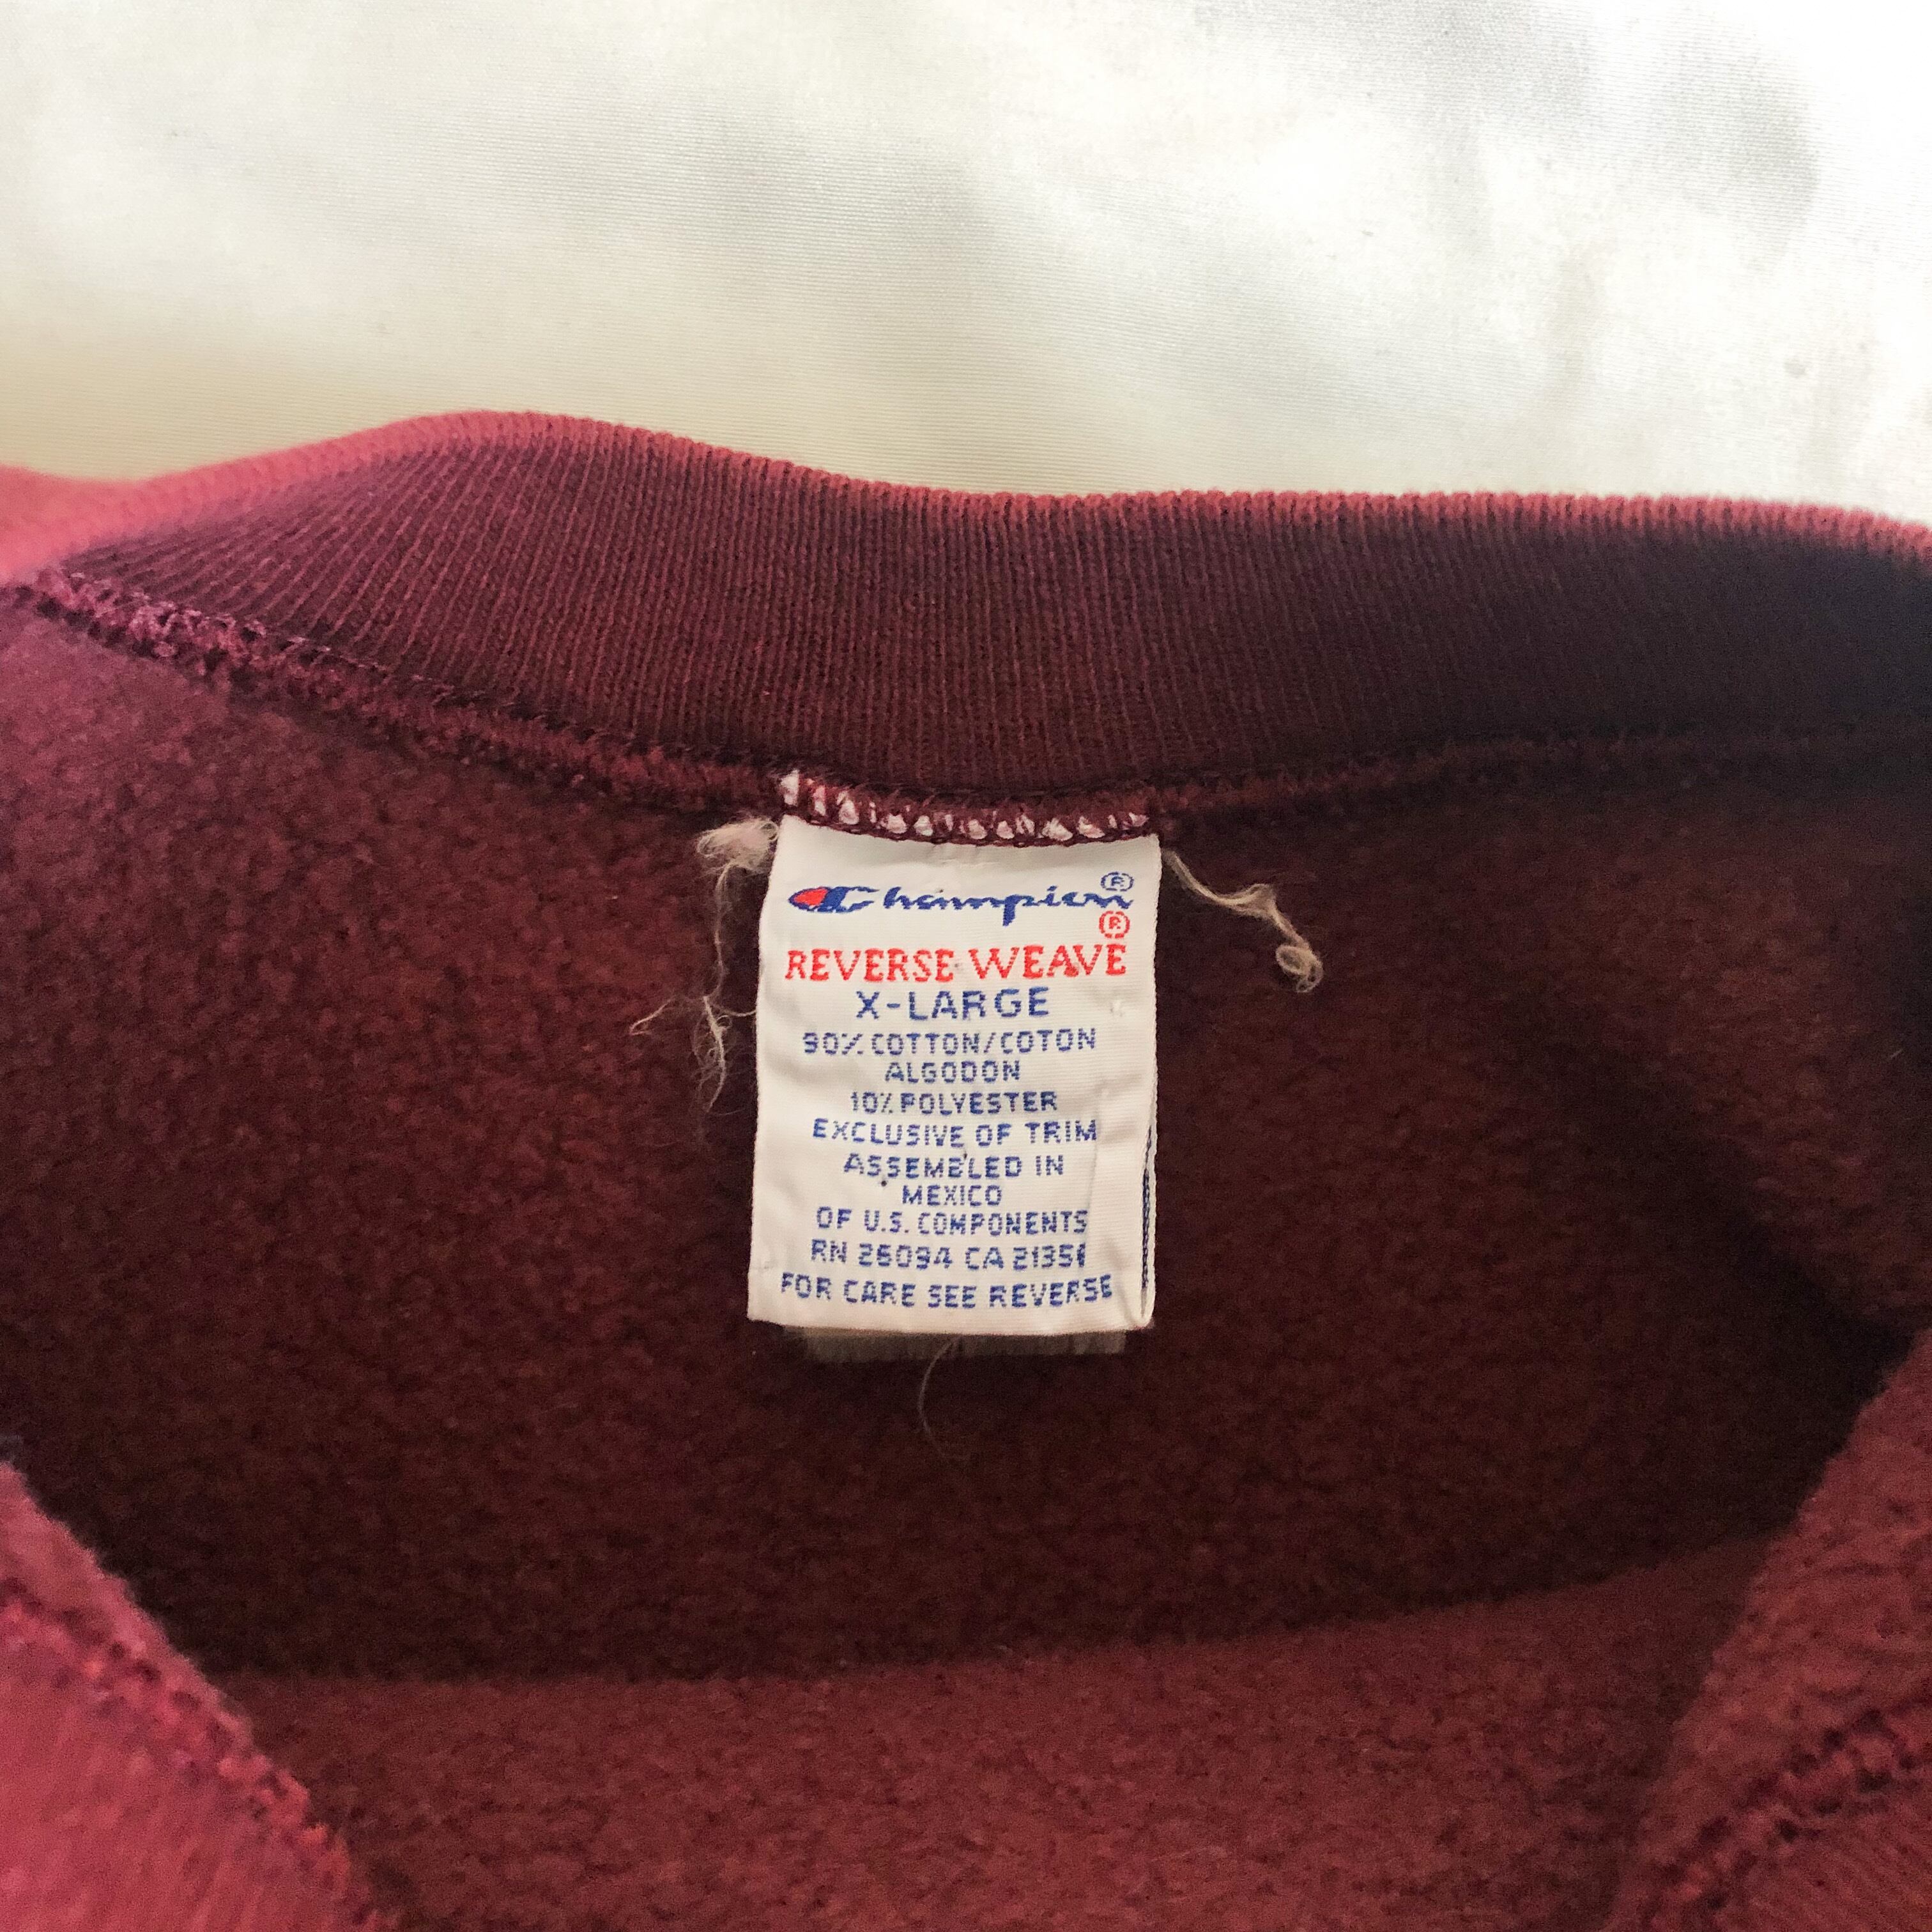 Champion®
®
REVERSE WEAVE
X-LARGE
90% COTTON/COTON
ALGODON
10% POLYESTER
EXCLUSIVE OF TRIM
ASSEMBLED IN
MEXICO
OF U.S. COMPONENTS
RN 26094 CA
FOR CARE SEE REVERSE